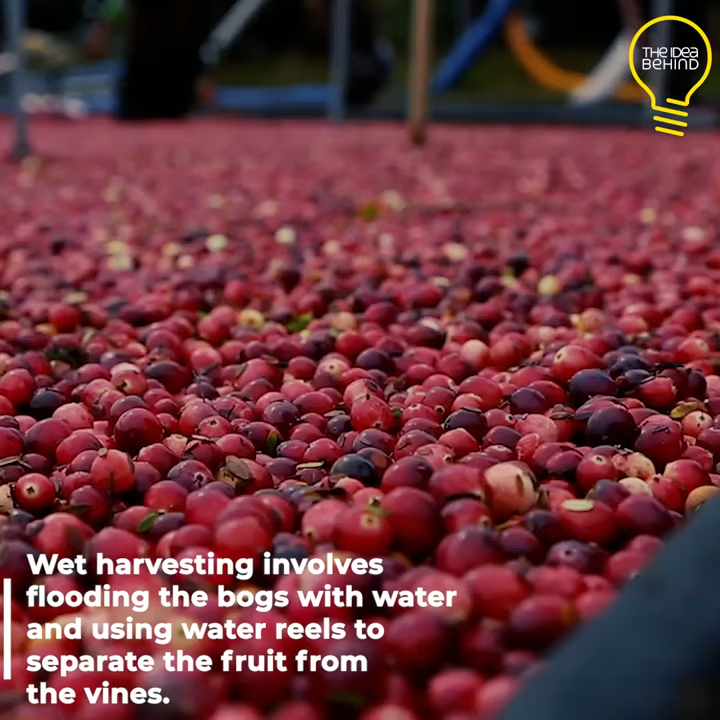 THE IDEA
BEHIND
Wet harvesting involves
flooding the bogs with water
and using water reels to
separate the fruit from
the vines.